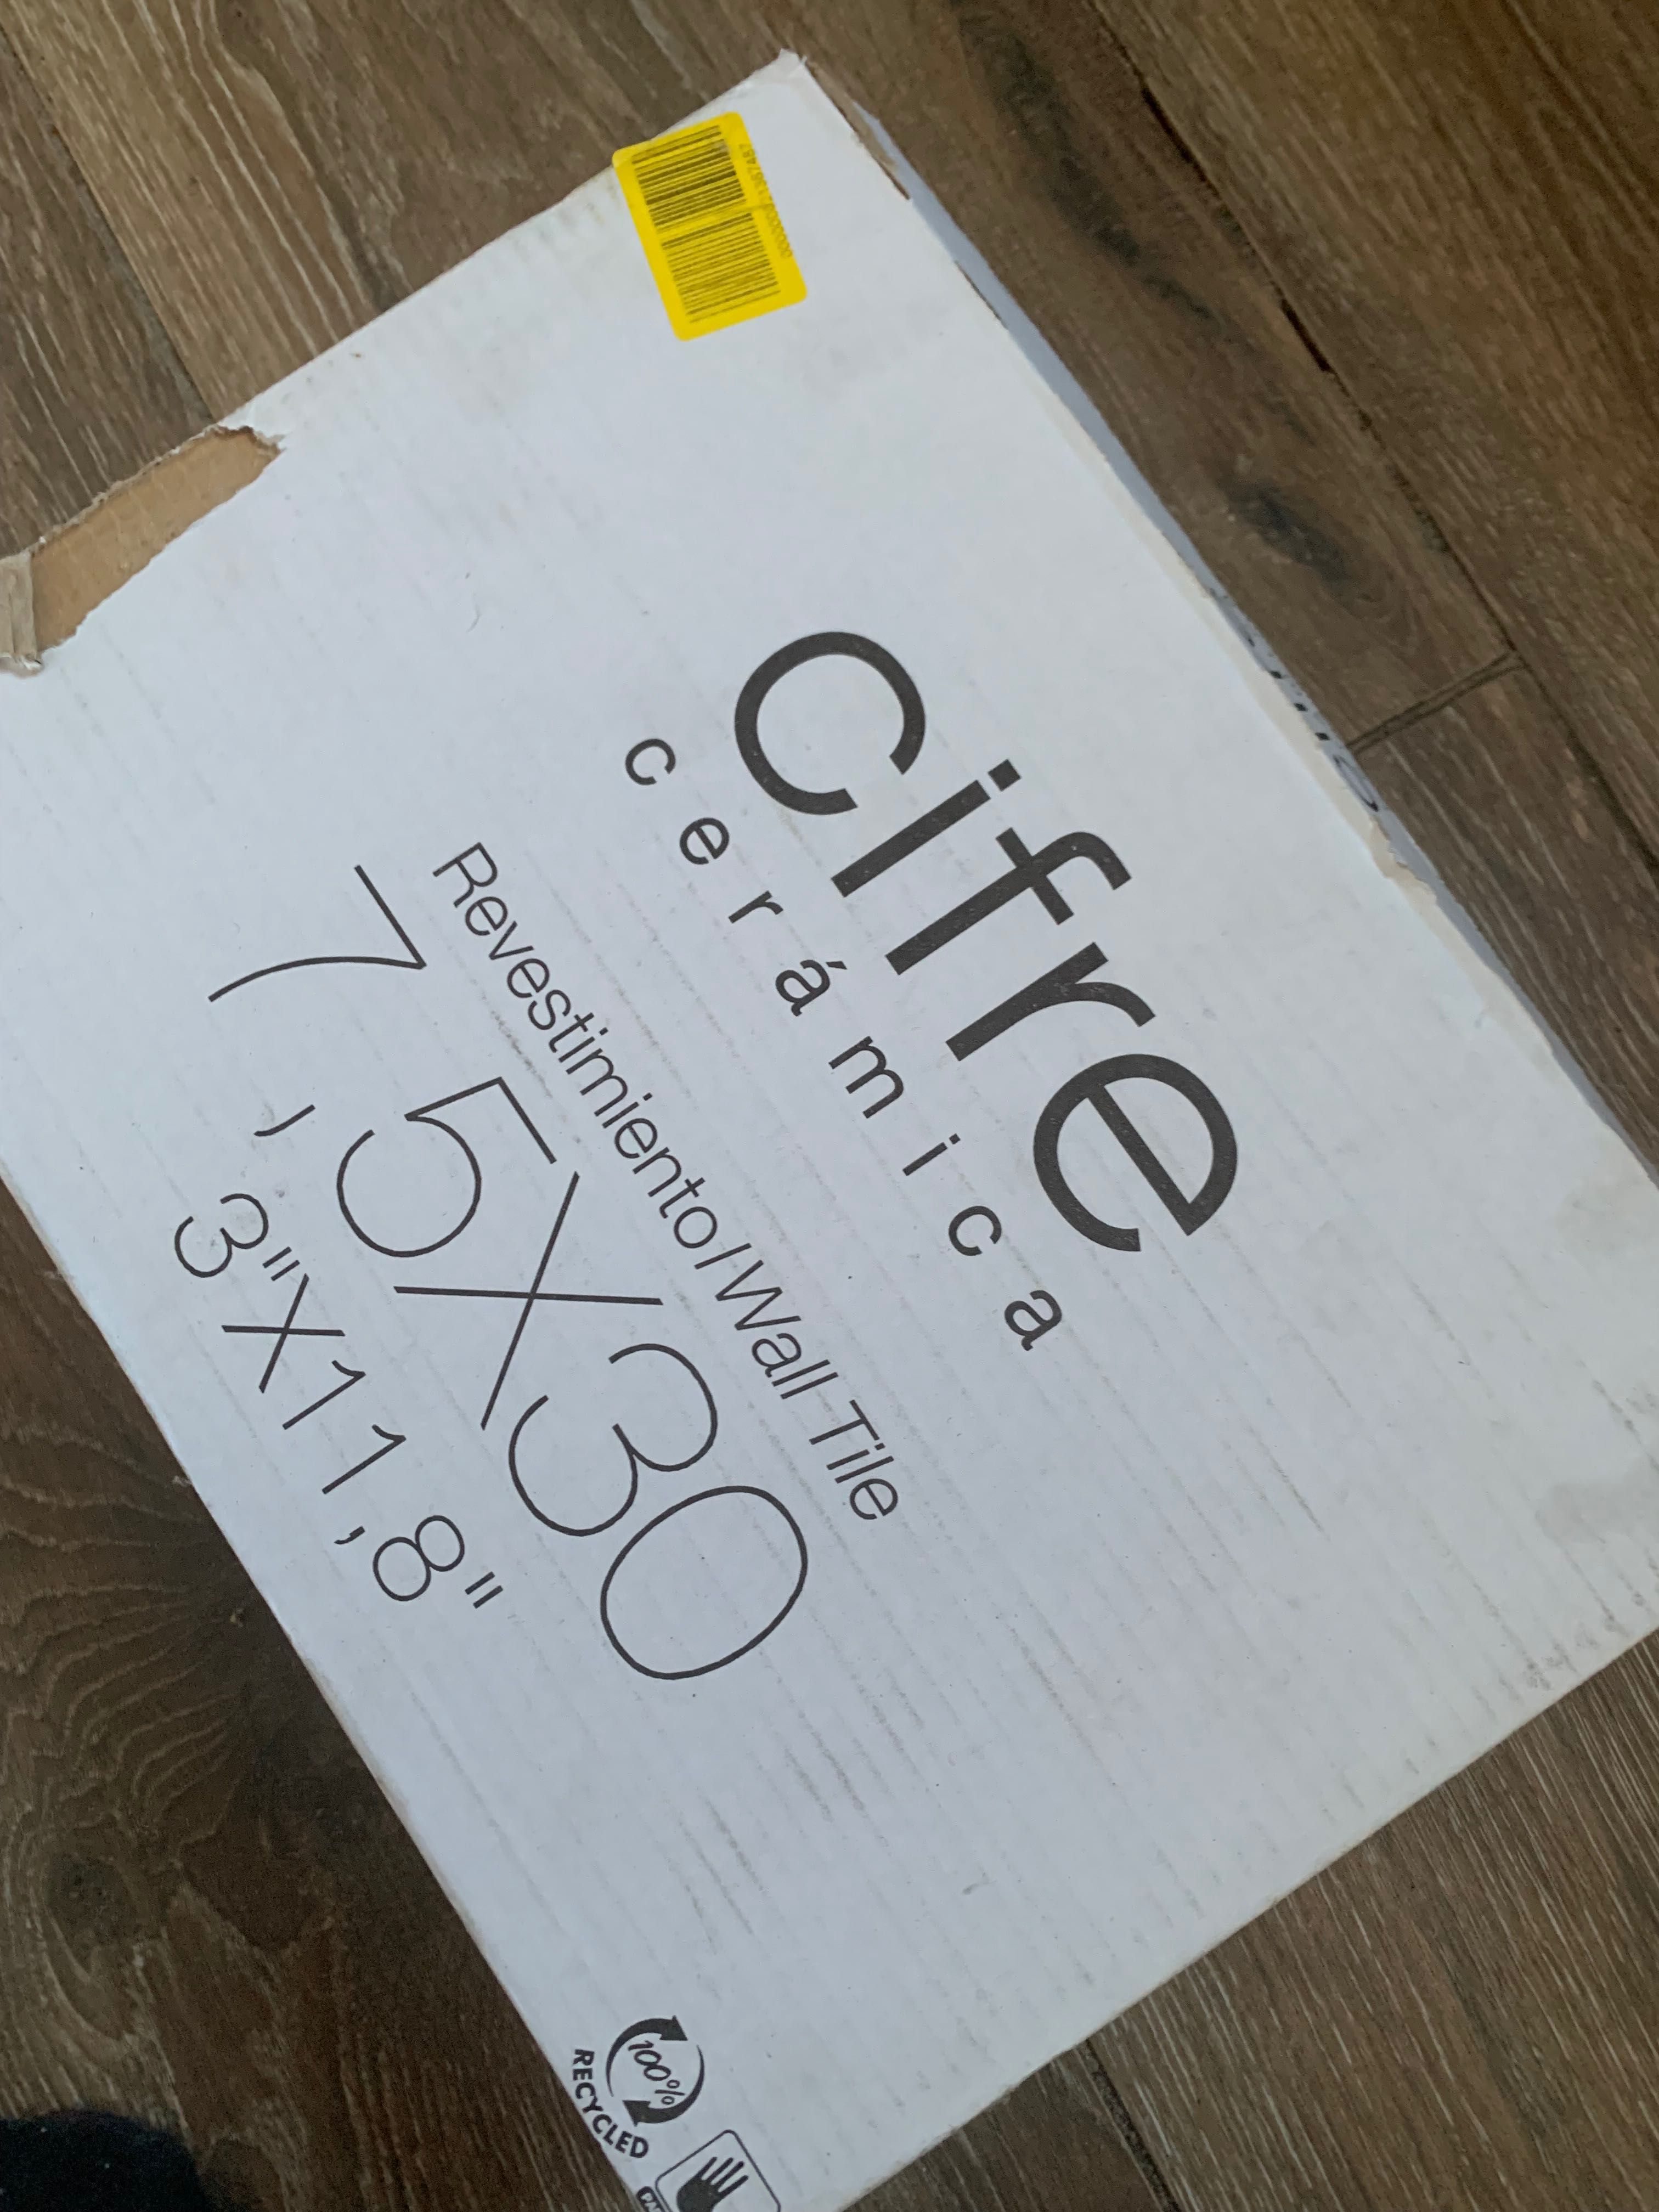 cifre
cerámica
Revestimiento/Wall Tile
7,5X30
3"X11,8"
100%
RECYCLED